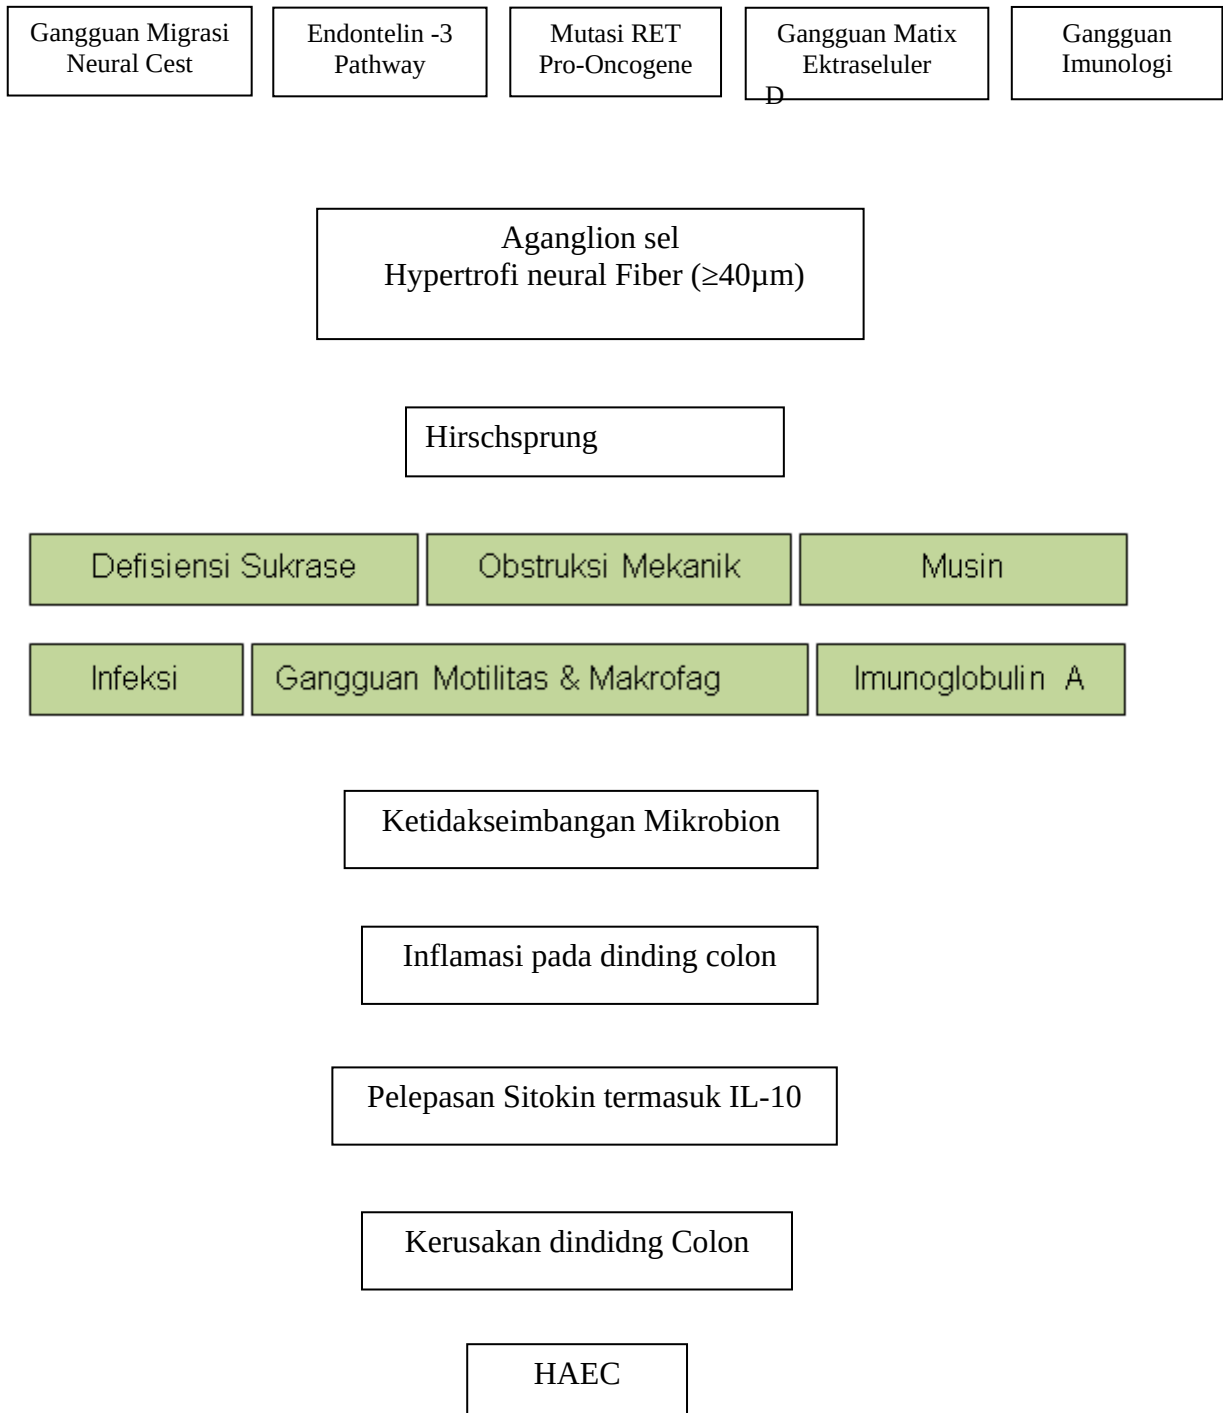 Gangguan Migrasi
Neural Cest
Endontelin -3
Pathway
Mutasi RET
Pro-Oncogene
Gangguan Matix
Ektraseluler
D
Gangguan
Imunologi
Aganglion sel
Hypertrofi neural Fiber (≥40µm)
Hirschsprung
Defisiensi Sukrase
Obstruksi Mekanik
Musin
Infeksi
Gangguan Motilitas & Makrofag
Imunoglobulin A
Ketidakseimbangan Mikrobion
Inflamasi pada dinding colon
Pelepasan Sitokin termasuk IL-10
Kerusakan dindidng Colon
HAEC